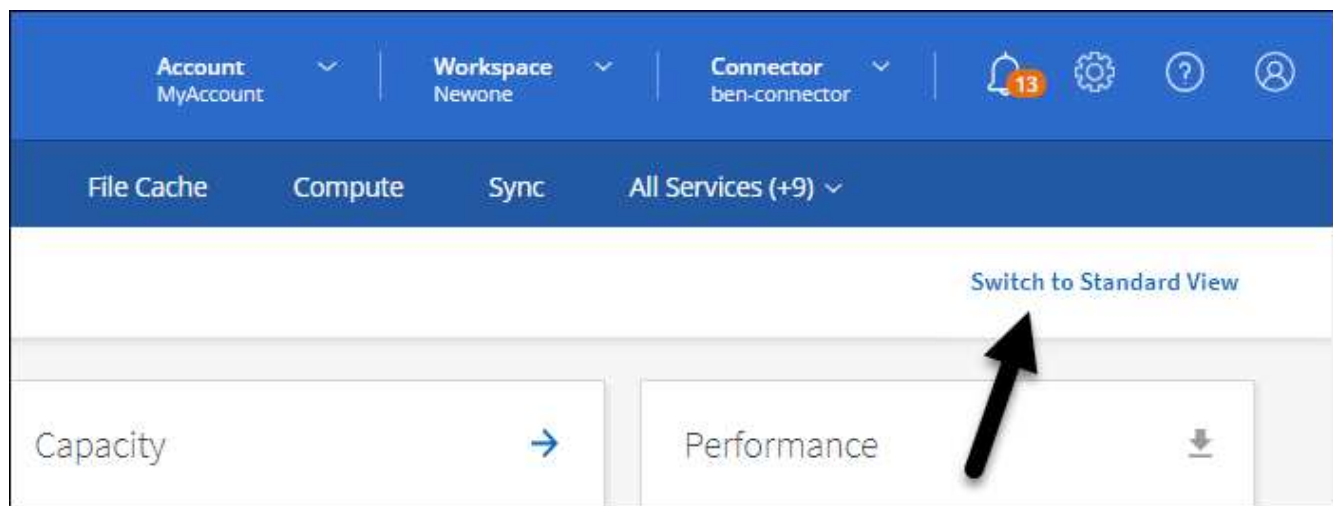 Account
MyAccount
Workspace
Newone
Connector
ben-connector
13
?
File Cache
Compute
Sync
All Services (+9)
Switch to Standard View
Capacity
Performance